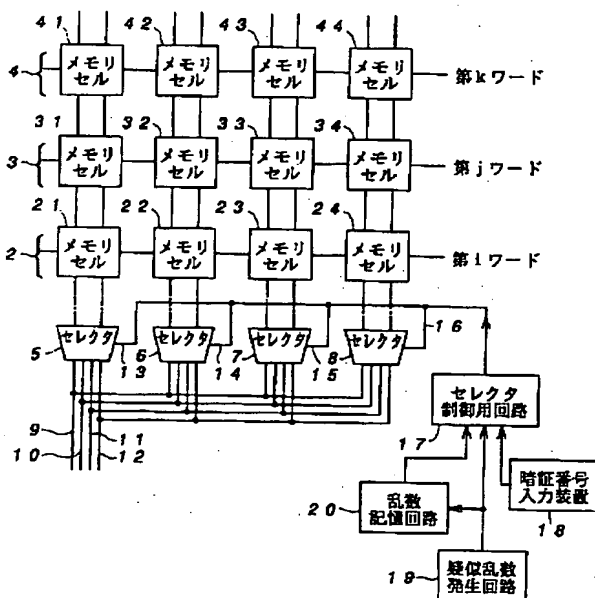 41 42 43 44
4 メモリセル メモリセル メモリセル メモリセル 第kワード
31 32 33 34
3 メモリセル メモリセル メモリセル メモリセル 第jワード
21 22 23 24
2 メモリセル メモリセル メモリセル メモリセル 第iワード
16
セレクタ セレクタ セレクタ セレクタ
5 13 6 14 7 15 8 15
9 11
10 12
セレクタ制御用回路
17
暗証番号入力装置
18
20 乱数記憶回路
19 疑似乱数発生回路